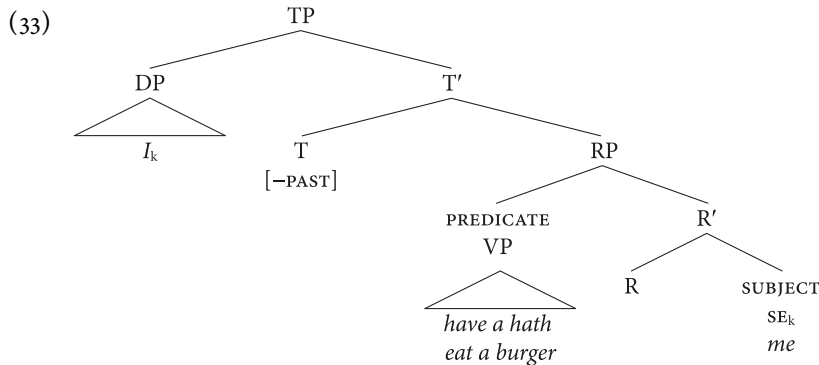 (33)
TP
DP T′
I_k T RP
[−PAST]
PREDICATE R′
VP
R SUBJECT
have a hath SE_k
eat a burger me